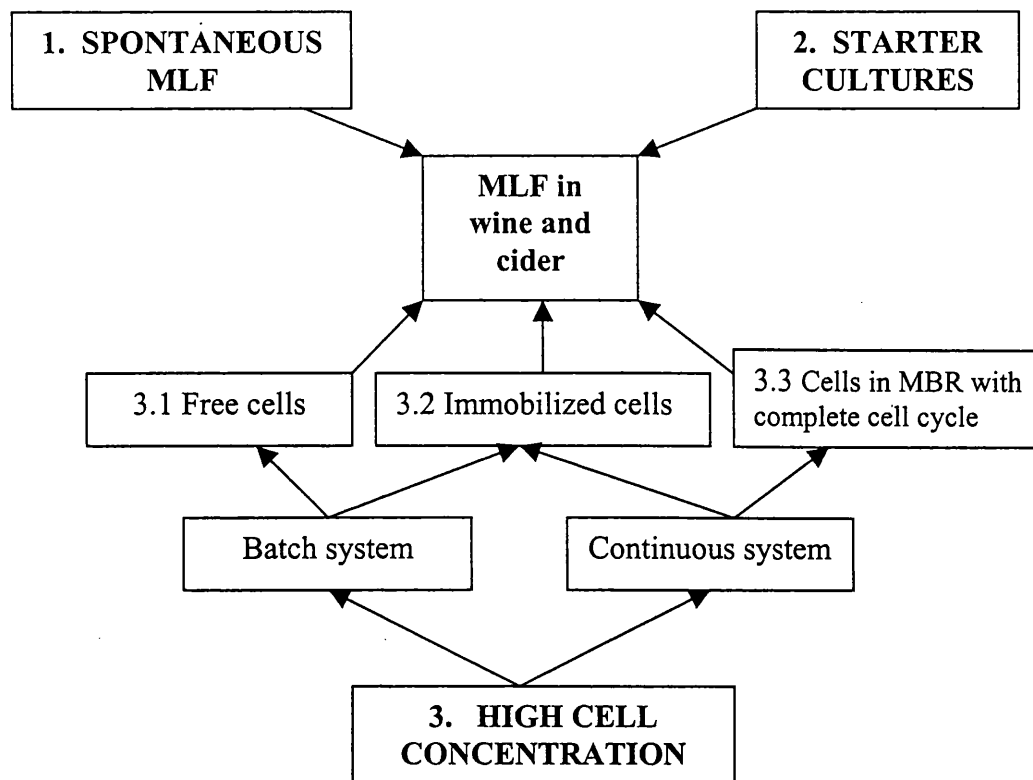 1. SPONTANEOUS
MLF
2. STARTER
CULTURES
MLF in
wine and
cider
3.1 Free cells
3.2 Immobilized cells
3.3 Cells in MBR with
complete cell cycle
Batch system
Continuous system
3. HIGH CELL
CONCENTRATION